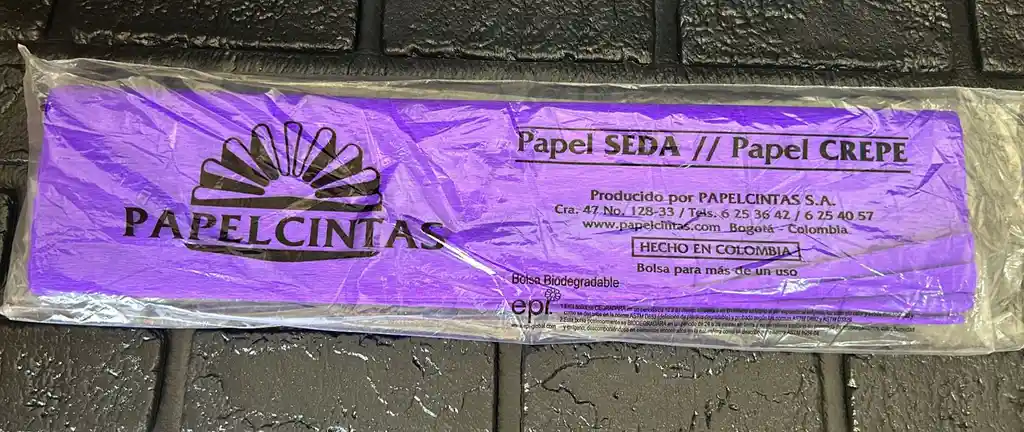 PAPELCINTAS
Papel SEDA // Papel CREPE
Producido por PAPELCINTAS S.A.
Cra. 47 No. 128-33 / Tels. 6 25 36 42 / 6 25 40 57
www.papelcintas.com Bogotá - Colombia
HECHO EN COLOMBIA
Bolsa para más de un uso
Bolsa Biodegradable
epi